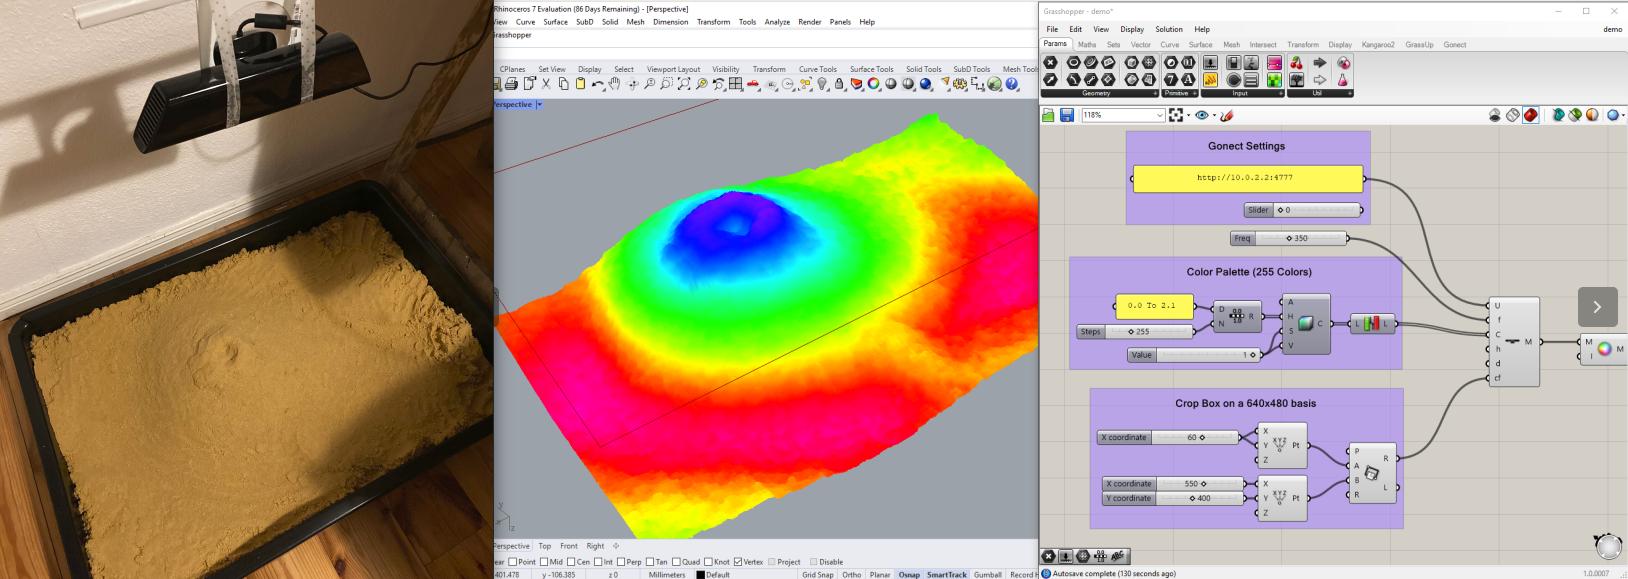 Rhinoceros 7 Evaluation (86 Days Remaining) - [Perspective]
View Curve Surface SubD Solid Mesh Dimension Transform Tools Analyze Render Panels Help
Grasshopper
CPlanes Set View Display Select Viewport Layout Visibility Transform Curve Tools Surface Tools Solid Tools SubD Tools Mesh Tools
Perspective
y
x z
Perspective Top Front Right
ear Point Mid Cen Int Perp Tan Quad Knot Vertex Project Disable
401.478 y -106.385 z 0 Millimeters Default Grid Snap Ortho Planar Osnap SmartTrack Gumball Record H
Grasshopper - demo*
File Edit View Display Solution Help demo
Params Maths Sets Vector Curve Surface Mesh Intersect Transform Display Kangaroo2 GrassUp Gonect
Geometry + Primitive + Input + Util +
118%
Gonect Settings
http://10.0.2.2:4777
Slider 0
Freq 350
Color Palette (255 Colors)
0.0 To 2.1
D N R
Steps 255
A H S V C
L L
Value 1
U f C h d cf M
M I M
Crop Box on a 640x480 basis
X coordinate 60
X Y Z XYZ Pt
P A B R R L
X coordinate 550
Y coordinate 400
X Y Z XYZ Pt
Autosave complete (130 seconds ago) 1.0.0007